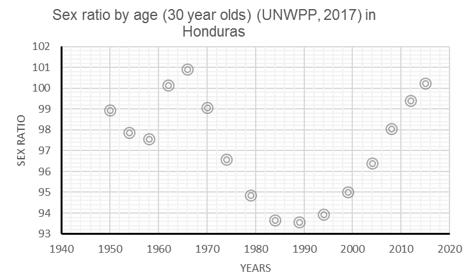 Sex ratio by age (30 year olds) (UNWPP, 2017) in
Honduras
102
101
100
99
98
97
96
95
94
93
SEX RATIO
1940 1950 1960 1970 1980 1990 2000 2010 2020
YEARS